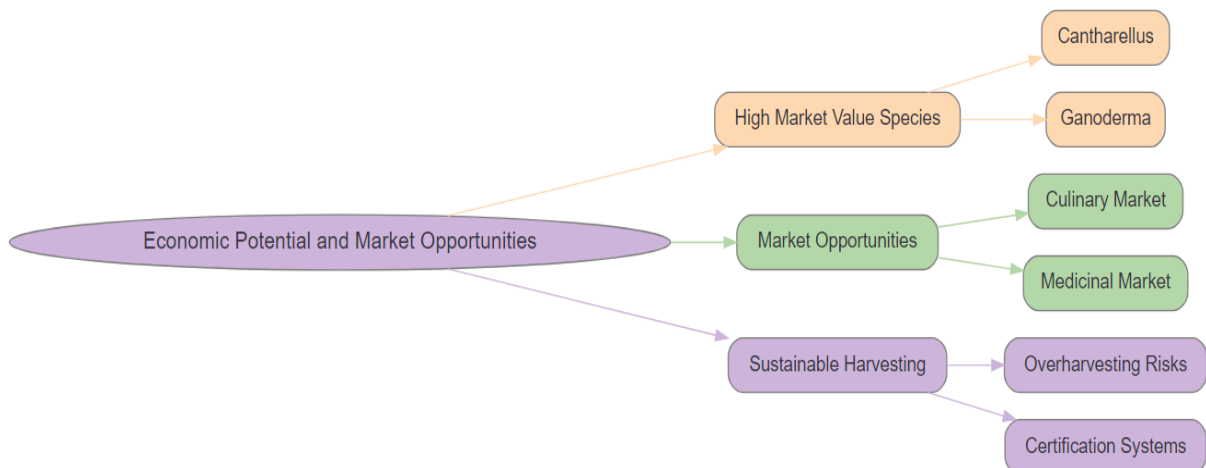 Cantharellus
High Market Value Species
Ganoderma
Culinary Market
Economic Potential and Market Opportunities
Market Opportunities
Medicinal Market
Sustainable Harvesting
Overharvesting Risks
Certification Systems